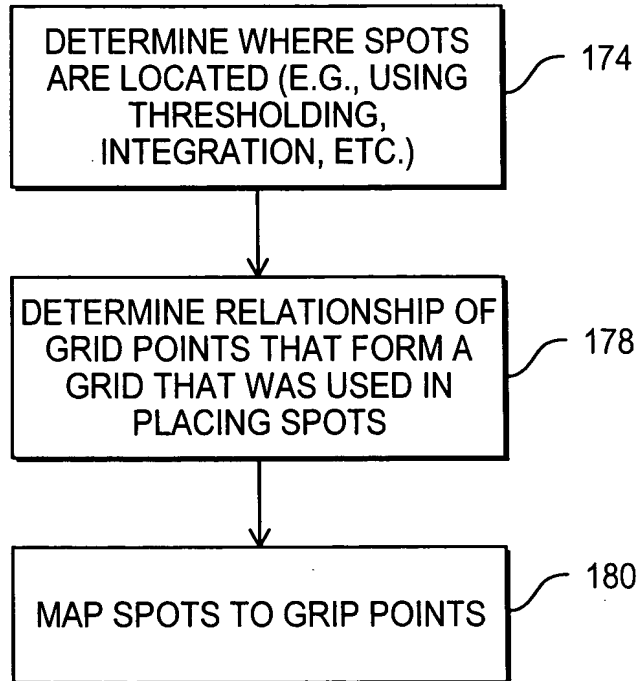 DETERMINE WHERE SPOTS
ARE LOCATED (E.G., USING
THRESHOLDING,
INTEGRATION, ETC.)
174
DETERMINE RELATIONSHIP OF
GRID POINTS THAT FORM A
GRID THAT WAS USED IN
PLACING SPOTS
178
MAP SPOTS TO GRIP POINTS
180